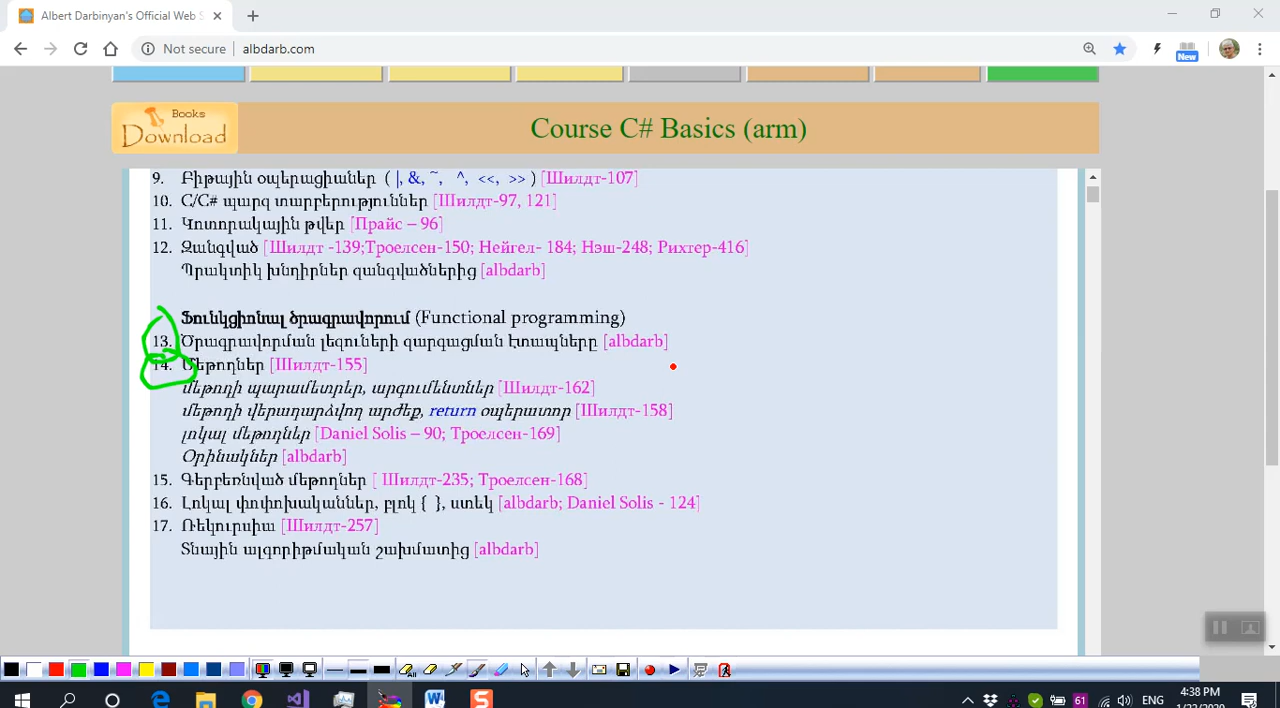 Albert Darbinyan's Official Web S
Not secure
albdarb.com
New
Books
Download
Course C# Basics (arm)
9. Բիթային օպերացիաներ ( |, &, ~, ^, <<, >> ) [Шилдт-107]
10. C/C# պարզ տարբերություններ [Шилдт-97, 121]
11. Կոտորակային թվեր [Прайс – 96]
12. Զանգված [Шилдт -139;Троелсен-150; Нейгел- 184; Нэш-248; Рихтер-416]
Պրակտիկ խնդիրներ զանգվածներից [albdarb]
Ֆունկցիոնալ ծրագրավորում (Functional programming)
13. Ծրագրավորման լեզուների զարգացման էտապները [albdarb]
14. Մեթոդներ [Шилдт-155]
մեթոդի պարամետրեր, արգումենտներ [Шилдт-162]
մեթոդի վերադարձվող արժեք, return օպերատոր [Шилдт-158]
լոկալ մեթոդներ [Daniel Solis – 90; Троелсен-169]
Օրինակներ [albdarb]
15. Գերբեռնված մեթոդներ [ Шилдт-235; Троелсен-168]
16. Լոկալ փոփոխականներ, բլոկ { }, ստեկ [albdarb; Daniel Solis - 124]
17. Ռեկուրսիա [Шилдт-257]
Տնային ալգորիթմական շախմատից [albdarb]
61
ENG
4:38 PM